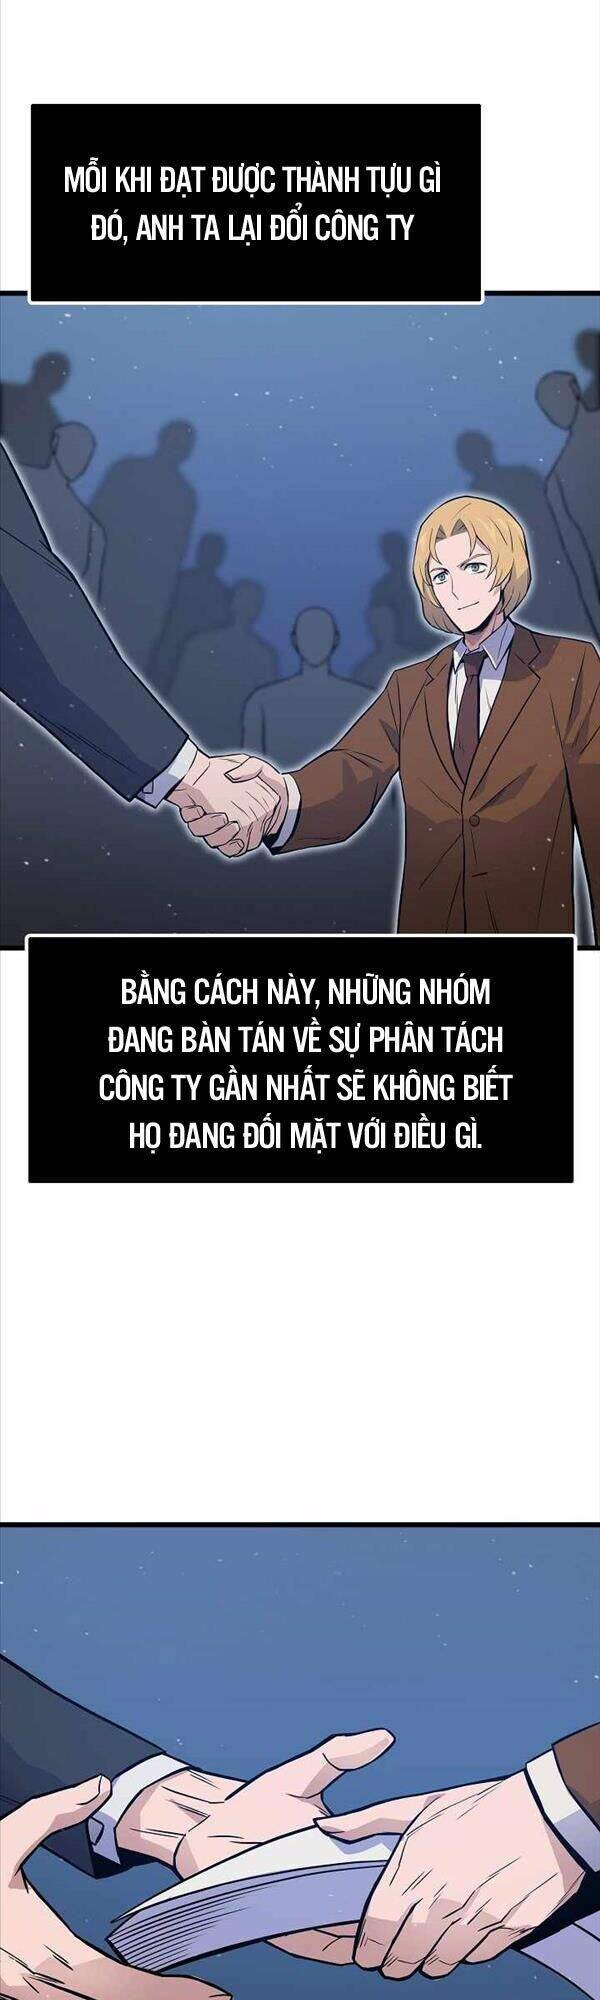 MỖI KHI ĐẠT ĐƯỢC THÀNH TỰU GÌ
ĐÓ, ANH TA LẠI ĐỔI CÔNG TY
BẰNG CÁCH NÀY, NHỮNG NHÓM
ĐANG BÀN TÁN VỀ SỰ PHÂN TÁCH
CÔNG TY GẦN NHẤT SẼ KHÔNG BIẾT
HỌ ĐANG ĐỐI MẶT VỚI ĐIỀU GÌ.